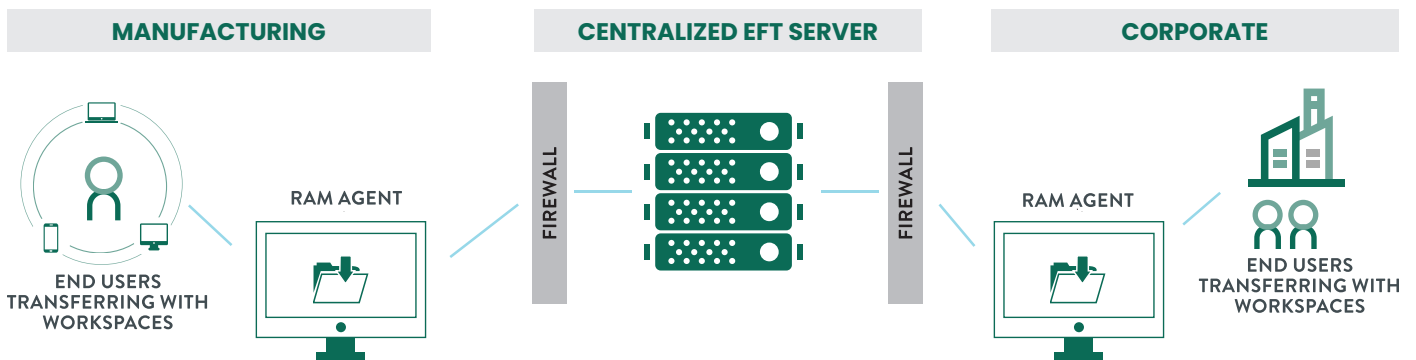 MANUFACTURING
CENTRALIZED EFT SERVER
CORPORATE
END USERS
TRANSFERRING WITH
WORKSPACES
RAM AGENT
FIREWALL
FIREWALL
RAM AGENT
END USERS
TRANSFERRING WITH
WORKSPACES